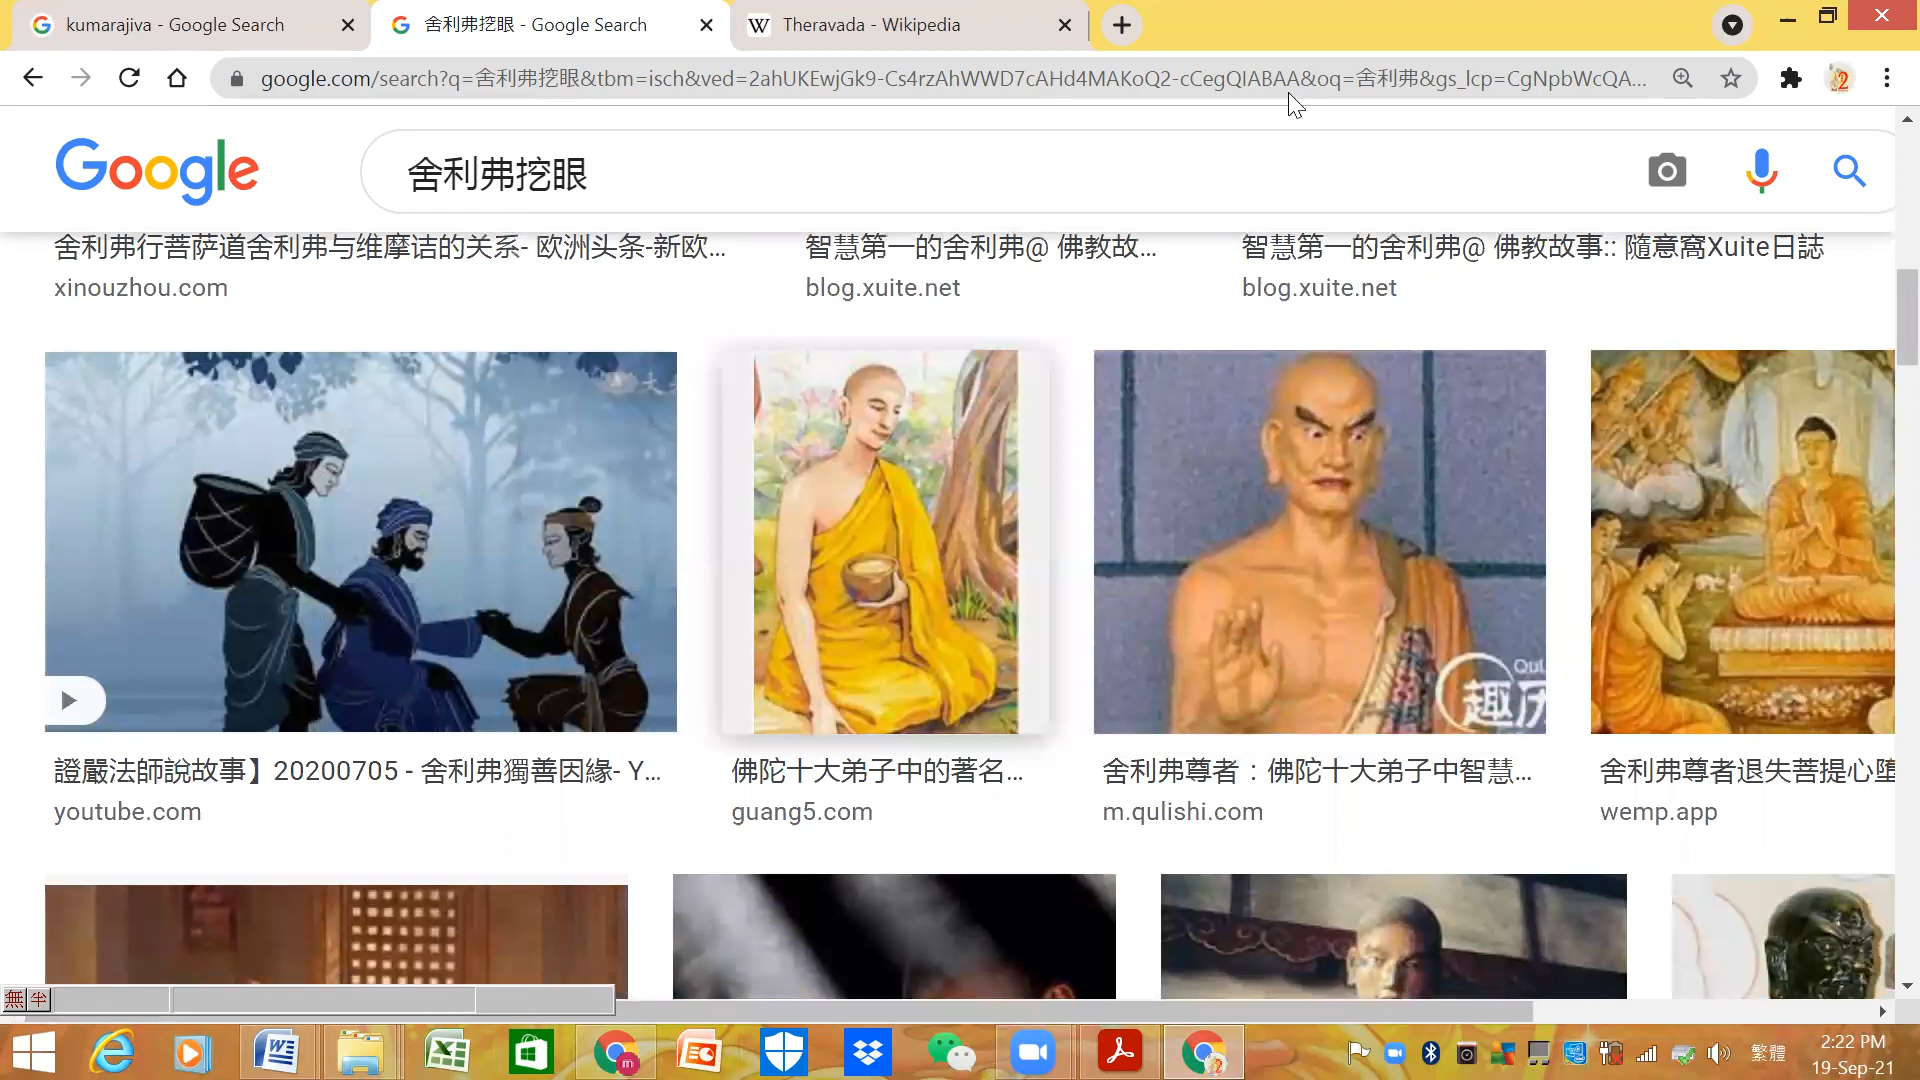 kumarajiva - Google Search
舍利弗挖眼 - Google Search
Theravada - Wikipedia
google.com/search?q=舍利弗挖眼&tbm=isch&ved=2ahUKEwjGk9-Cs4rzAhWWD7cAHd4MAKoQ2-cCegQIABAA&oq=舍利弗&gs_lcp=CgNpbWcQA...
Google
舍利弗挖眼
舍利弗行菩萨道舍利弗与维摩诘的关系- 欧洲头条-新欧...
xinouzhou.com
智慧第一的舍利弗@ 佛教故...
blog.xuite.net
智慧第一的舍利弗@ 佛教故事:: 隨意窩Xuite日誌
blog.xuite.net
趣历
證嚴法師說故事】20200705 - 舍利弗獨善因緣- Y...
youtube.com
佛陀十大弟子中的著名...
guang5.com
舍利弗尊者：佛陀十大弟子中智慧...
m.qulishi.com
舍利弗尊者退失菩提心墮
wemp.app
無 半
繁體
2:22 PM
19-Sep-21